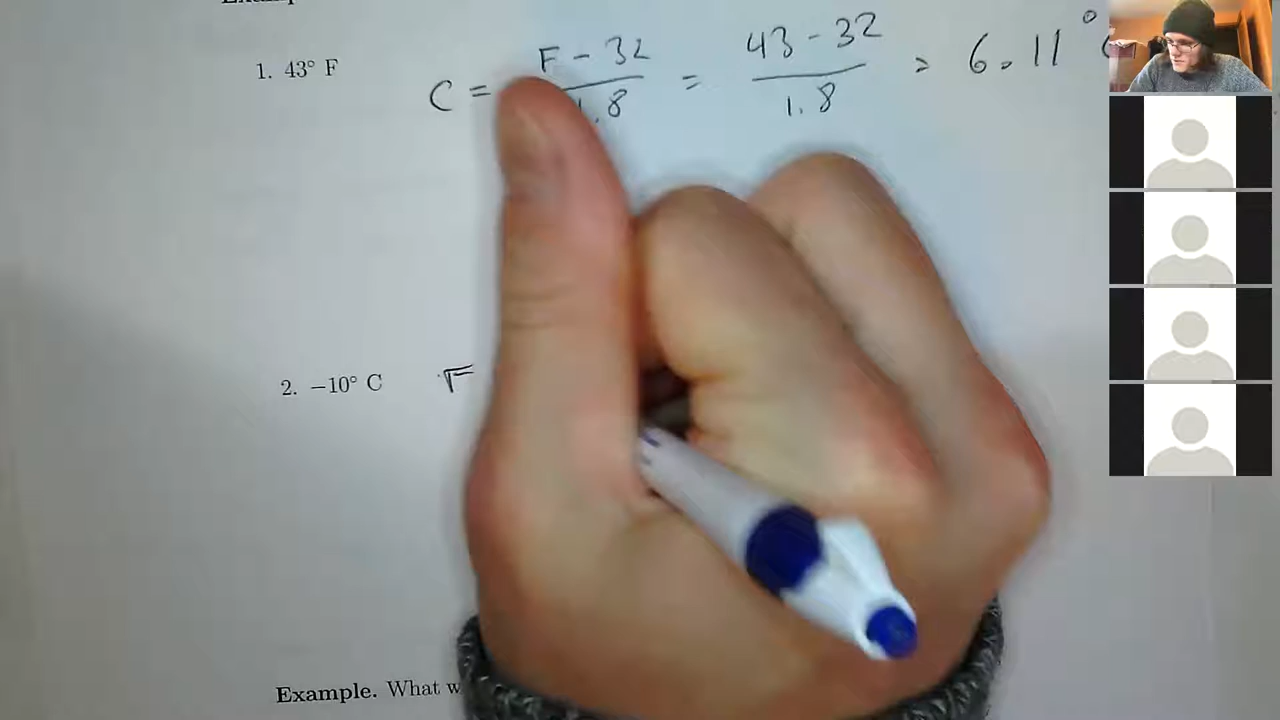 1. 43° F
C = F - 32 / 1.8 = 43 - 32 / 1.8 = 6.11°
2. −10° C F
Example. What